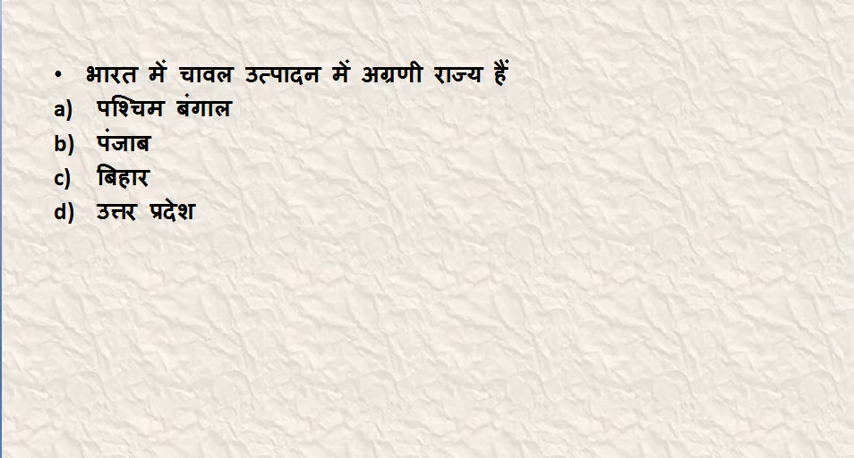 • भारत में चावल उत्पादन में अग्रणी राज्य हैं
a) पश्चिम बंगाल
b) पंजाब
c) बिहार
d) उत्तर प्रदेश